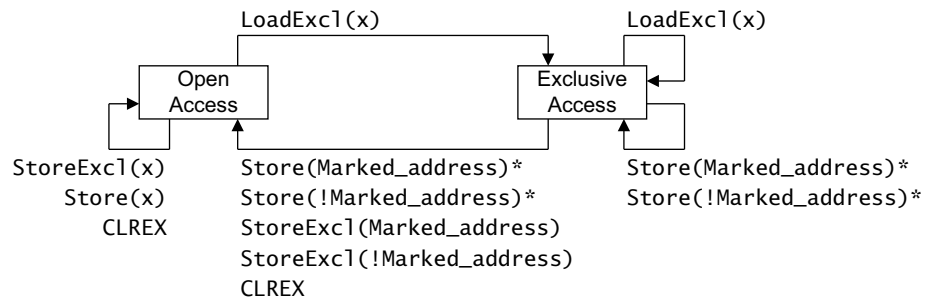 LoadExcl(x)
LoadExcl(x)
Open
Access
Exclusive
Access
StoreExcl(x)
Store(x)
CLREX
Store(Marked_address)*
Store(!Marked_address)*
StoreExcl(Marked_address)
StoreExcl(!Marked_address)
CLREX
Store(Marked_address)*
Store(!Marked_address)*